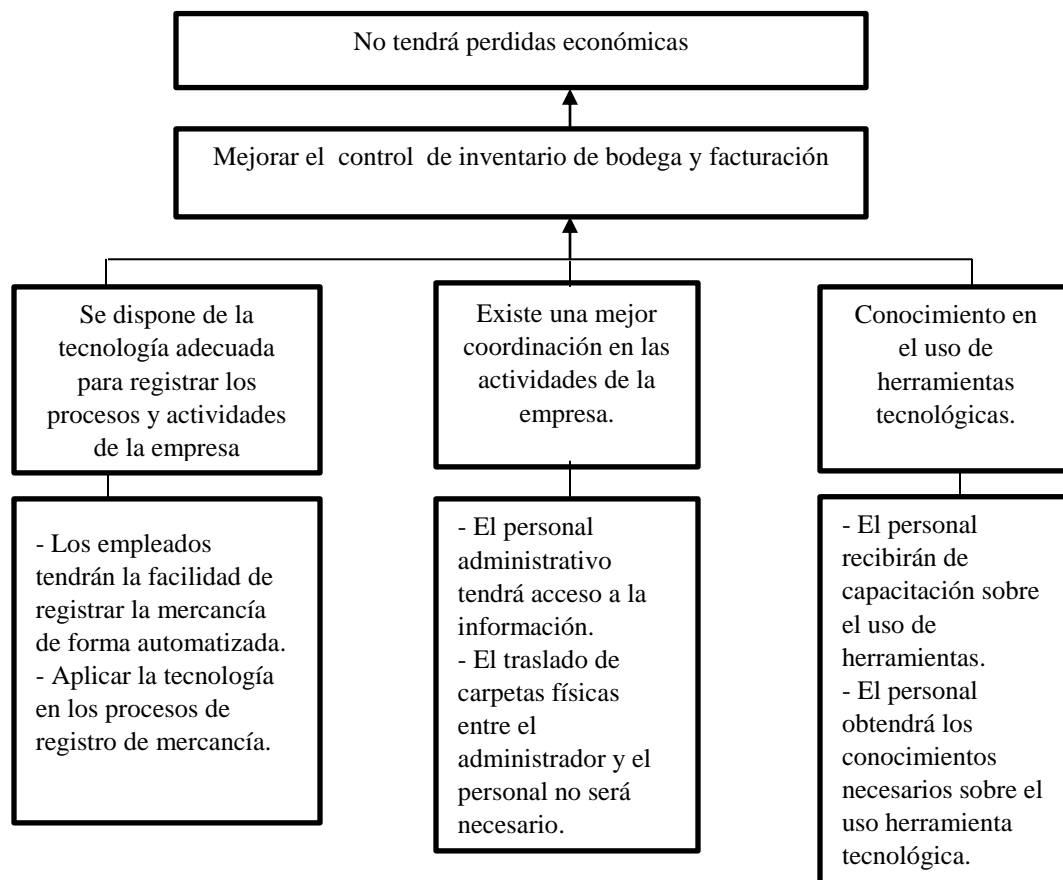 No tendrá perdidas económicas
Mejorar el  control  de inventario de bodega y facturación
Se dispone de la
tecnología adecuada
para registrar los
procesos y actividades
de la empresa
Existe una mejor
coordinación en las
actividades de la
empresa.
Conocimiento en
el uso de
herramientas
tecnológicas.
- Los empleados
tendrán la facilidad de
registrar la mercancía
de forma automatizada.
- Aplicar la tecnología
en los procesos de
registro de mercancía.
- El personal
administrativo
tendrá acceso a la
información.
- El traslado de
carpetas físicas
entre el
administrador y el
personal no será
necesario.
- El personal
recibirán de
capacitación sobre
el uso de
herramientas.
- El personal
obtendrá los
conocimientos
necesarios sobre el
uso herramienta
tecnológica.